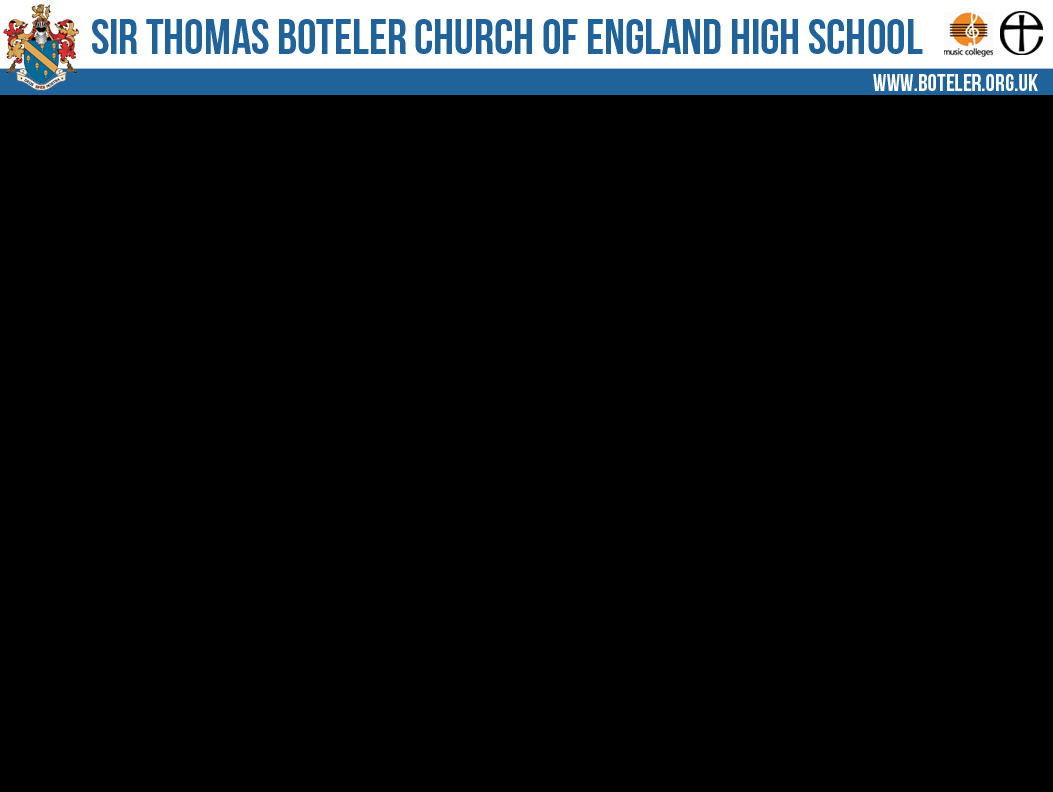 SIR THOMAS BOTELER CHURCH OF ENGLAND HIGH SCHOOL
music colleges
WWW.BOTELER.ORG.UK